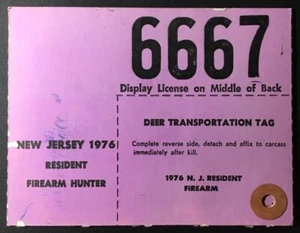 6667
Display License on Middle of Back
DEER TRANSPORTATION TAG
Complete reverse side, detach and affix to carcass
immediately after kill.
NEW JERSEY 1976
RESIDENT
FIREARM HUNTER
1976 N. J. RESIDENT
FIREARM